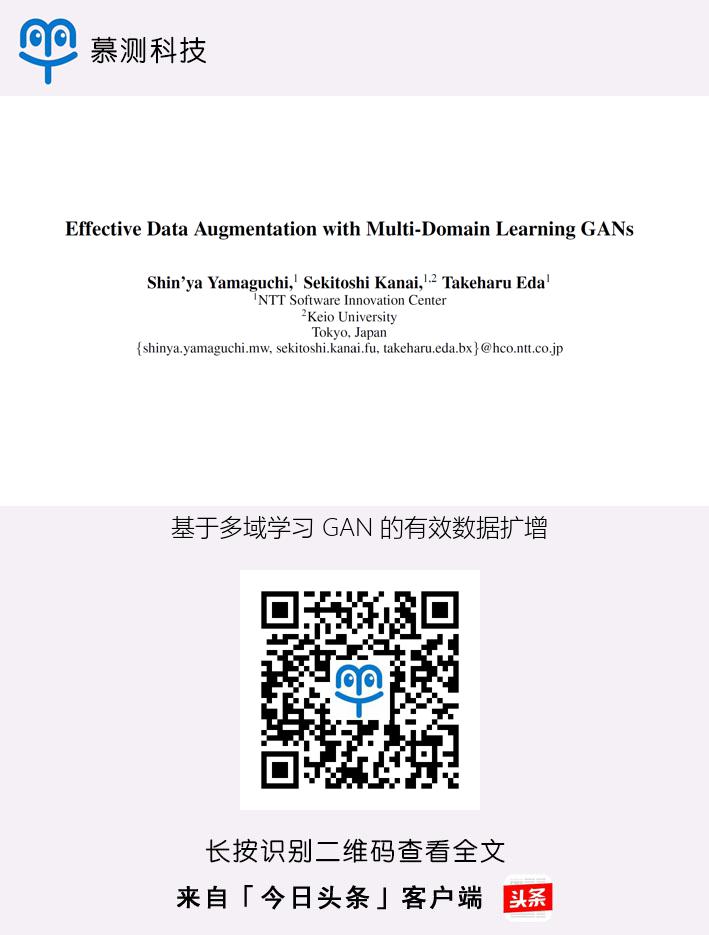 慕测科技
Effective Data Augmentation with Multi-Domain Learning GANs
Shin'ya Yamaguchi,1 Sekitoshi Kanai,1,2 Takeharu Eda1
1NTT Software Innovation Center
2Keio University
Tokyo, Japan
{shinya.yamaguchi.mw, sekitoshi.kanai.fu, takeharu.eda.bx}@hco.ntt.co.jp
基于多域学习 GAN 的有效数据扩增
长按识别二维码查看全文
来自「今日头条」客户端
头条